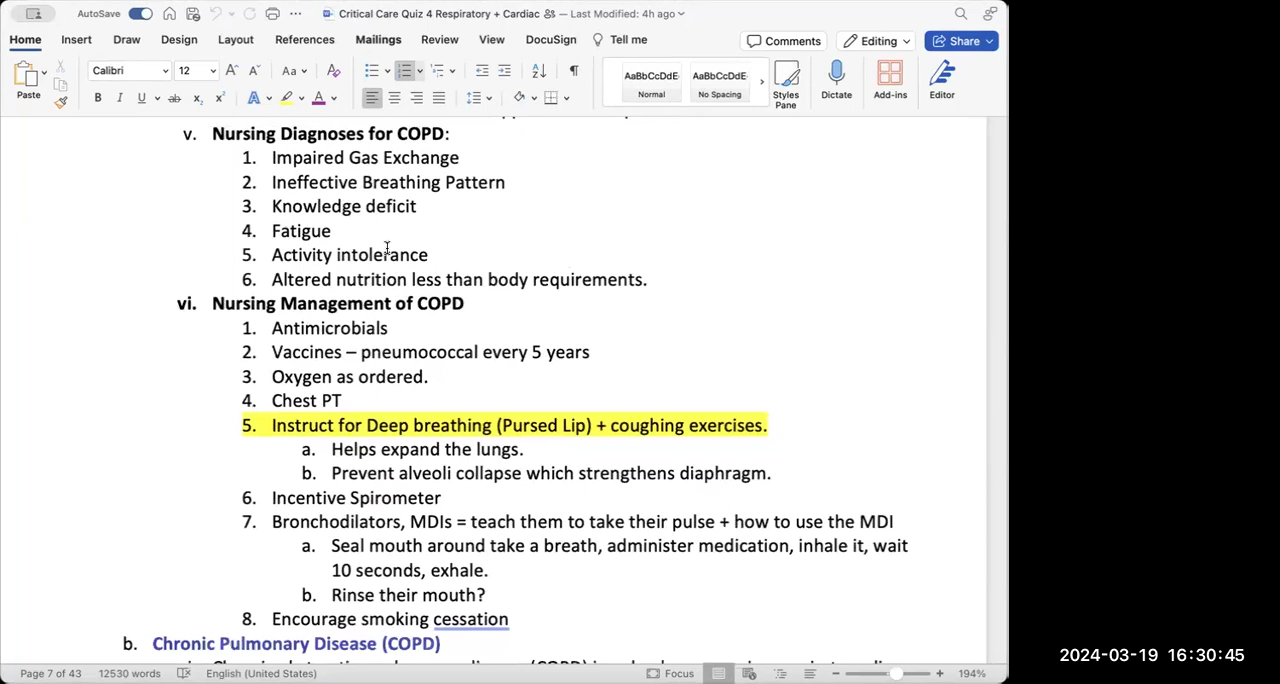 AutoSave
Critical Care Quiz 4 Respiratory + Cardiac — Last Modified: 4h ago
Home Insert Draw Design Layout References Mailings Review View DocuSign Tell me Comments Editing Share
Paste Calibri 12 A A Aa A AaBbCcDdE AaBbCcDdE
B I U ab x₂ x² A A Normal No Spacing Styles Pane Dictate Add-ins Editor
v. Nursing Diagnoses for COPD:
1. Impaired Gas Exchange
2. Ineffective Breathing Pattern
3. Knowledge deficit
4. Fatigue
5. Activity intolerance
6. Altered nutrition less than body requirements.
vi. Nursing Management of COPD
1. Antimicrobials
2. Vaccines – pneumococcal every 5 years
3. Oxygen as ordered.
4. Chest PT
5. Instruct for Deep breathing (Pursed Lip) + coughing exercises.
a. Helps expand the lungs.
b. Prevent alveoli collapse which strengthens diaphragm.
6. Incentive Spirometer
7. Bronchodilators, MDIs = teach them to take their pulse + how to use the MDI
a. Seal mouth around take a breath, administer medication, inhale it, wait
10 seconds, exhale.
b. Rinse their mouth?
8. Encourage smoking cessation
b. Chronic Pulmonary Disease (COPD)
Page 7 of 43 12530 words English (United States) Focus 194%
2024-03-19 16:30:45